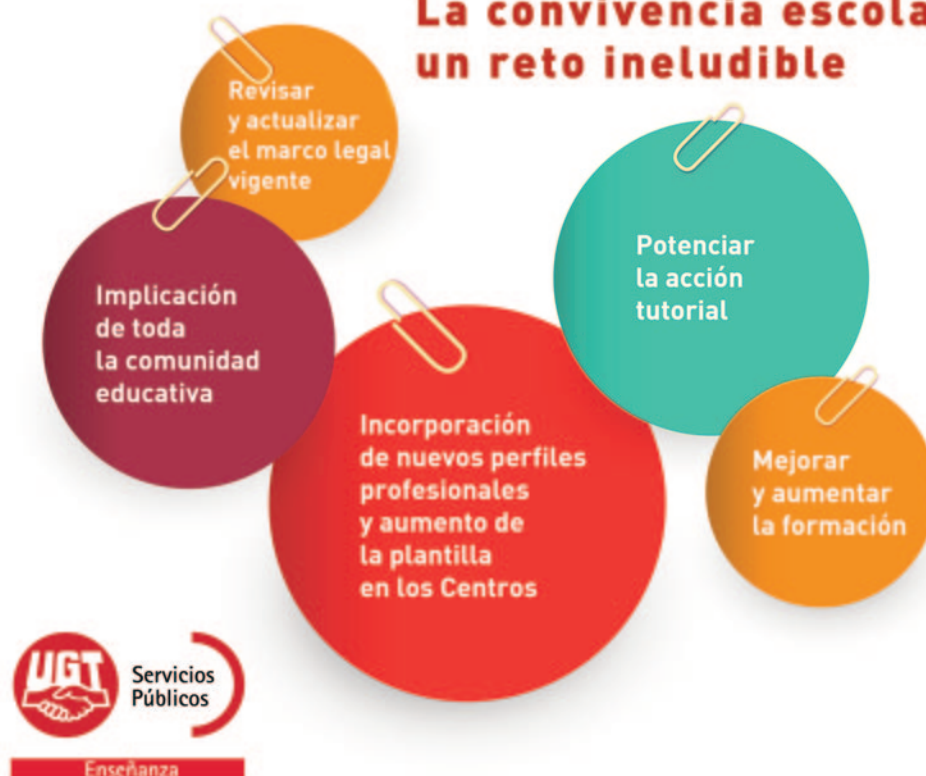 La convivencia escola
un reto ineludible
Revisar
y actualizar
el marco legal
vigente
Implicación
de toda
la comunidad
educativa
Incorporación
de nuevos perfiles
profesionales
y aumento de
la plantilla
en los Centros
Potenciar
la acción
tutorial
Mejorar
y aumentar
la formación
UGT
Servicios
Públicos
Enseñanza